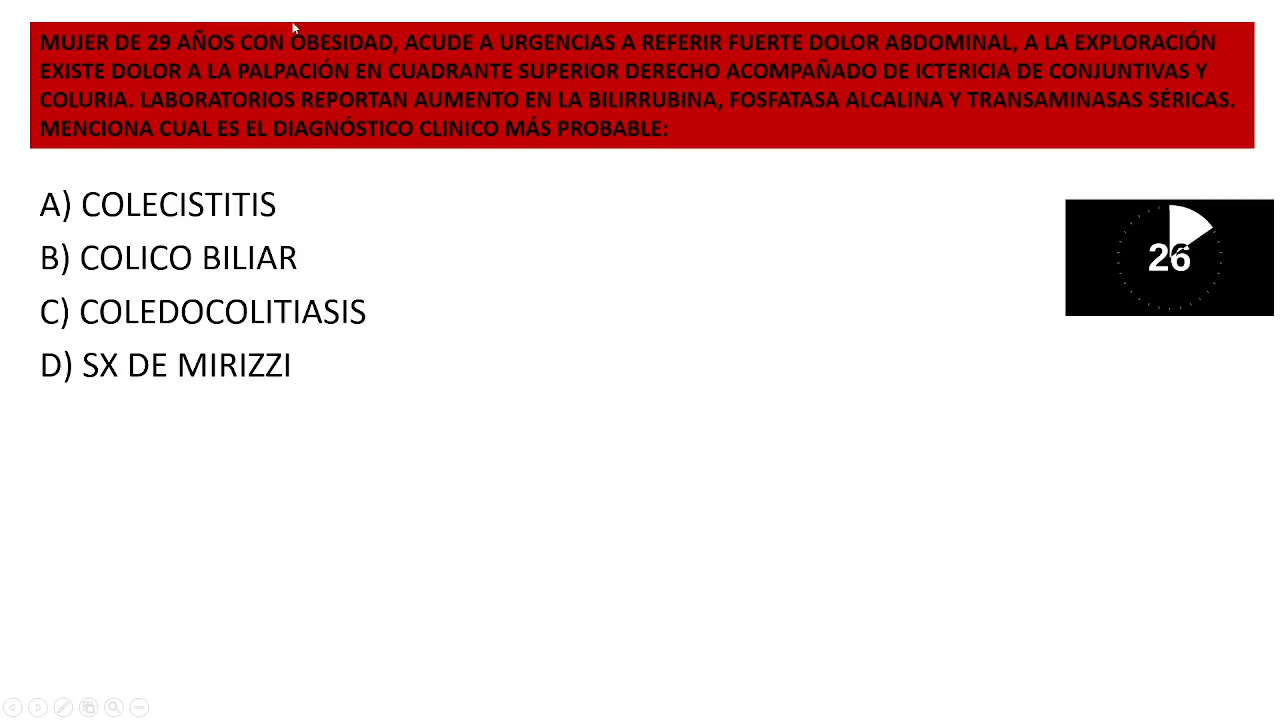 MUJER DE 29 AÑOS CON OBESIDAD, ACUDE A URGENCIAS A REFERIR FUERTE DOLOR ABDOMINAL, A LA EXPLORACIÓN
EXISTE DOLOR A LA PALPACIÓN EN CUADRANTE SUPERIOR DERECHO ACOMPAÑADO DE ICTERICIA DE CONJUNTIVAS Y
COLURIA. LABORATORIOS REPORTAN AUMENTO EN LA BILIRRUBINA, FOSFATASA ALCALINA Y TRANSAMINASAS SÉRICAS.
MENCIONA CUAL ES EL DIAGNÓSTICO CLINICO MÁS PROBABLE:
A) COLECISTITIS
B) COLICO BILIAR
C) COLEDOCOLITIASIS
D) SX DE MIRIZZI
26